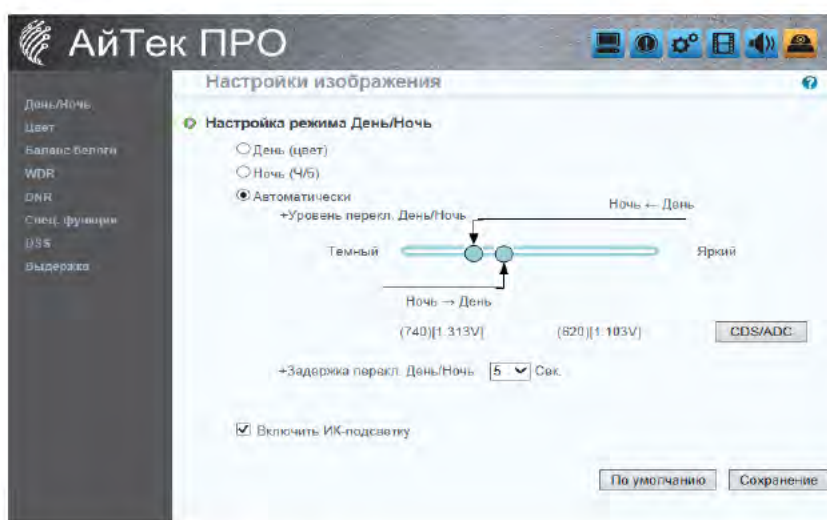 АйТек ПРО
Настройки изображения
День/Ночь
Цвет
Баланс белого
WDR
DNR
Спец. функции
DSS
Выдержка
Настройка режима День/Ночь
День (цвет)
Ночь (Ч/б)
Автоматически
+Уровень перекл. День/Ночь
Ночь ← День
Темный
Яркий
Ночь → День
(740)[1.313V] (620)[1.103V] CDS/ADC
+Задержка перекл. День/Ночь 5 Сек.
Включить ИК-подсветку
По умолчанию Сохранение